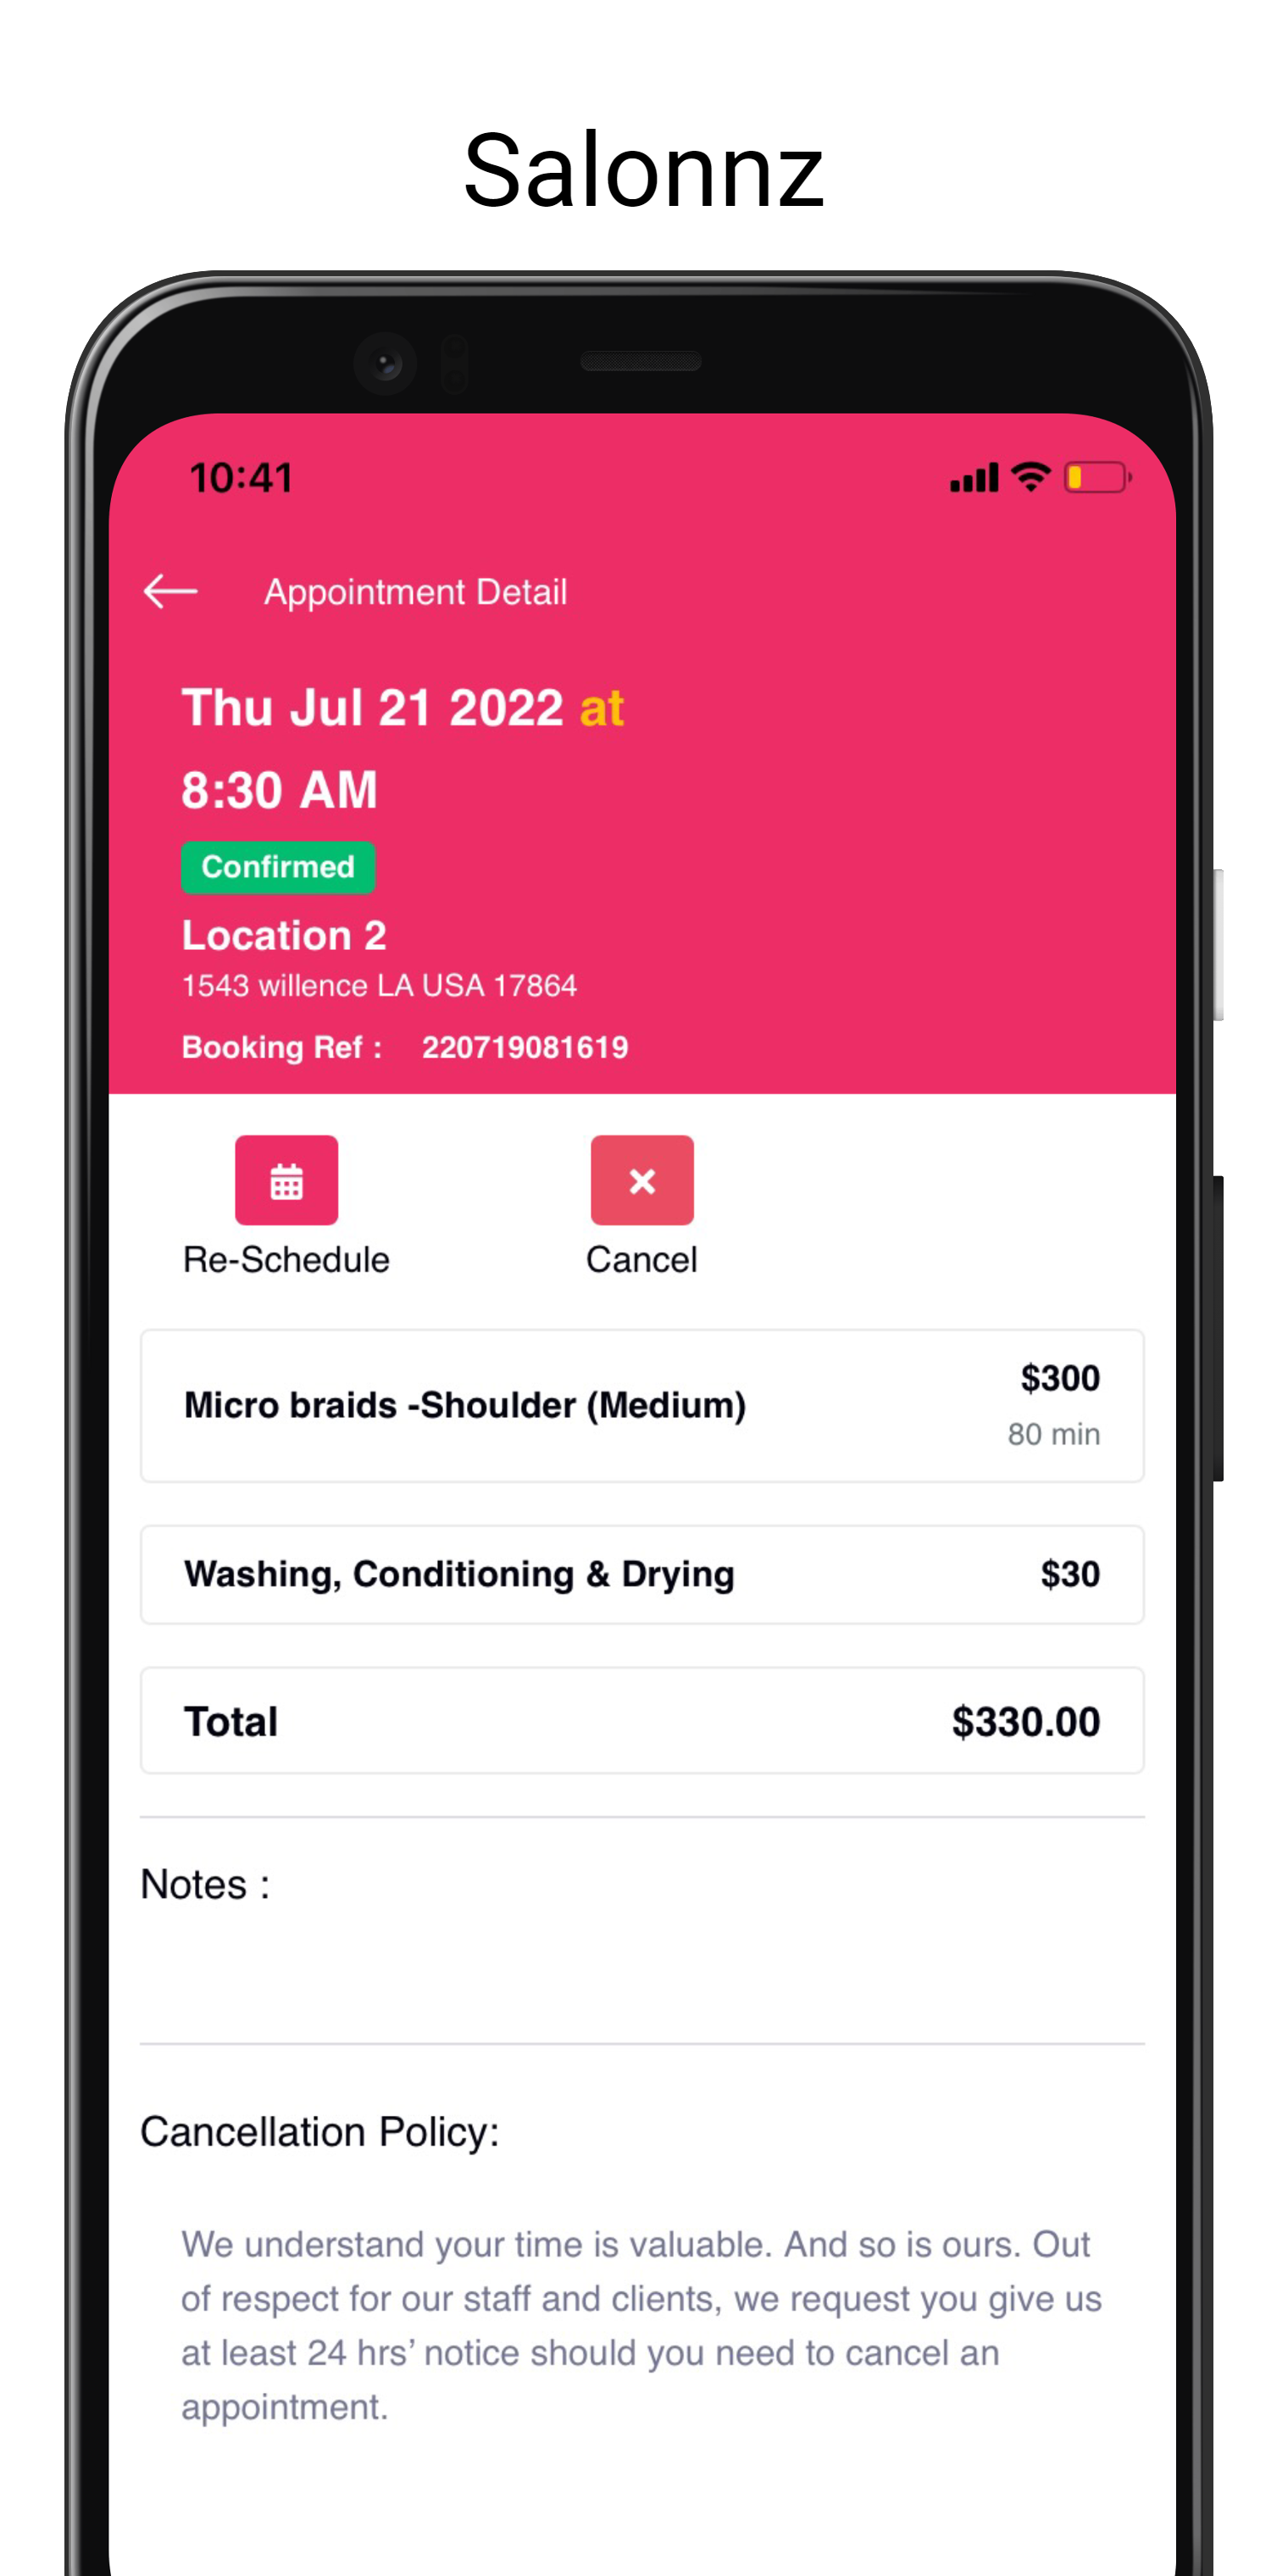 Salonnz
10:41
Appointment Detail
Thu Jul 21 2022 at
8:30 AM
Confirmed
Location 2
1543 willence LA USA 17864
Booking Ref : 220719081619
Re-Schedule
Cancel
Micro braids -Shoulder (Medium)
$300
80 min
Washing, Conditioning & Drying
$30
Total
$330.00
Notes :
Cancellation Policy:
We understand your time is valuable. And so is ours. Out
of respect for our staff and clients, we request you give us
at least 24 hrs’ notice should you need to cancel an
appointment.